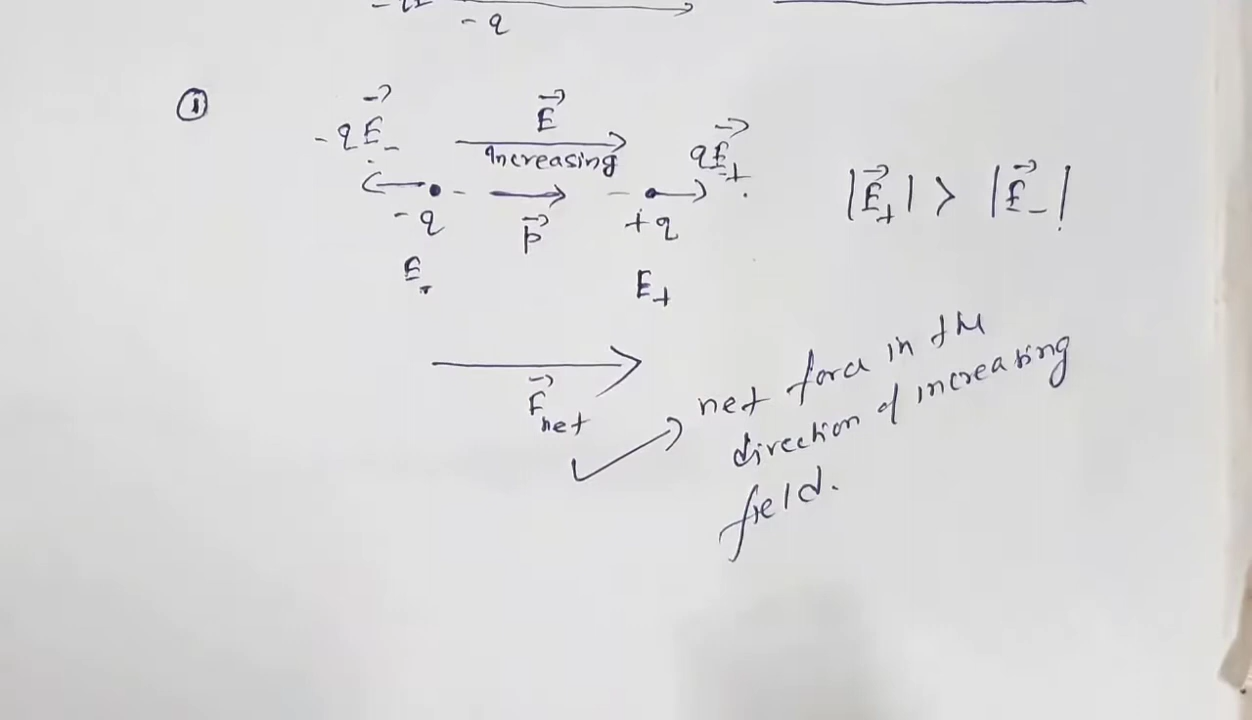 - q
①
-qE⃗₋
E⃗
Increasing
qE⃗₊
|E⃗₊| > |E⃗₋|
-q
p⃗
+q
E₊
F⃗net
net force in the
direction of increasing
field.